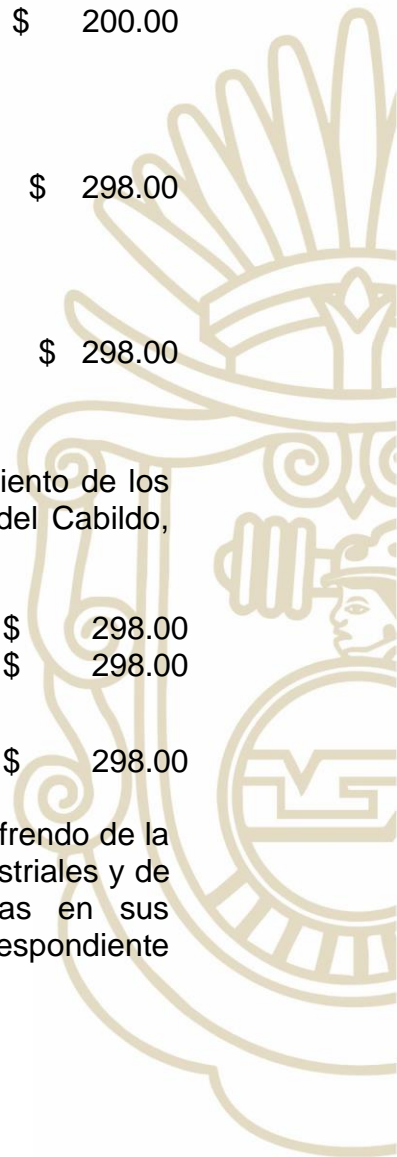 $ 200.00
$ 298.00
$ 298.00
iento de los
del Cabildo,
$ 298.00
$ 298.00
$ 298.00
frendo de la
striales y de
as en sus
espondiente